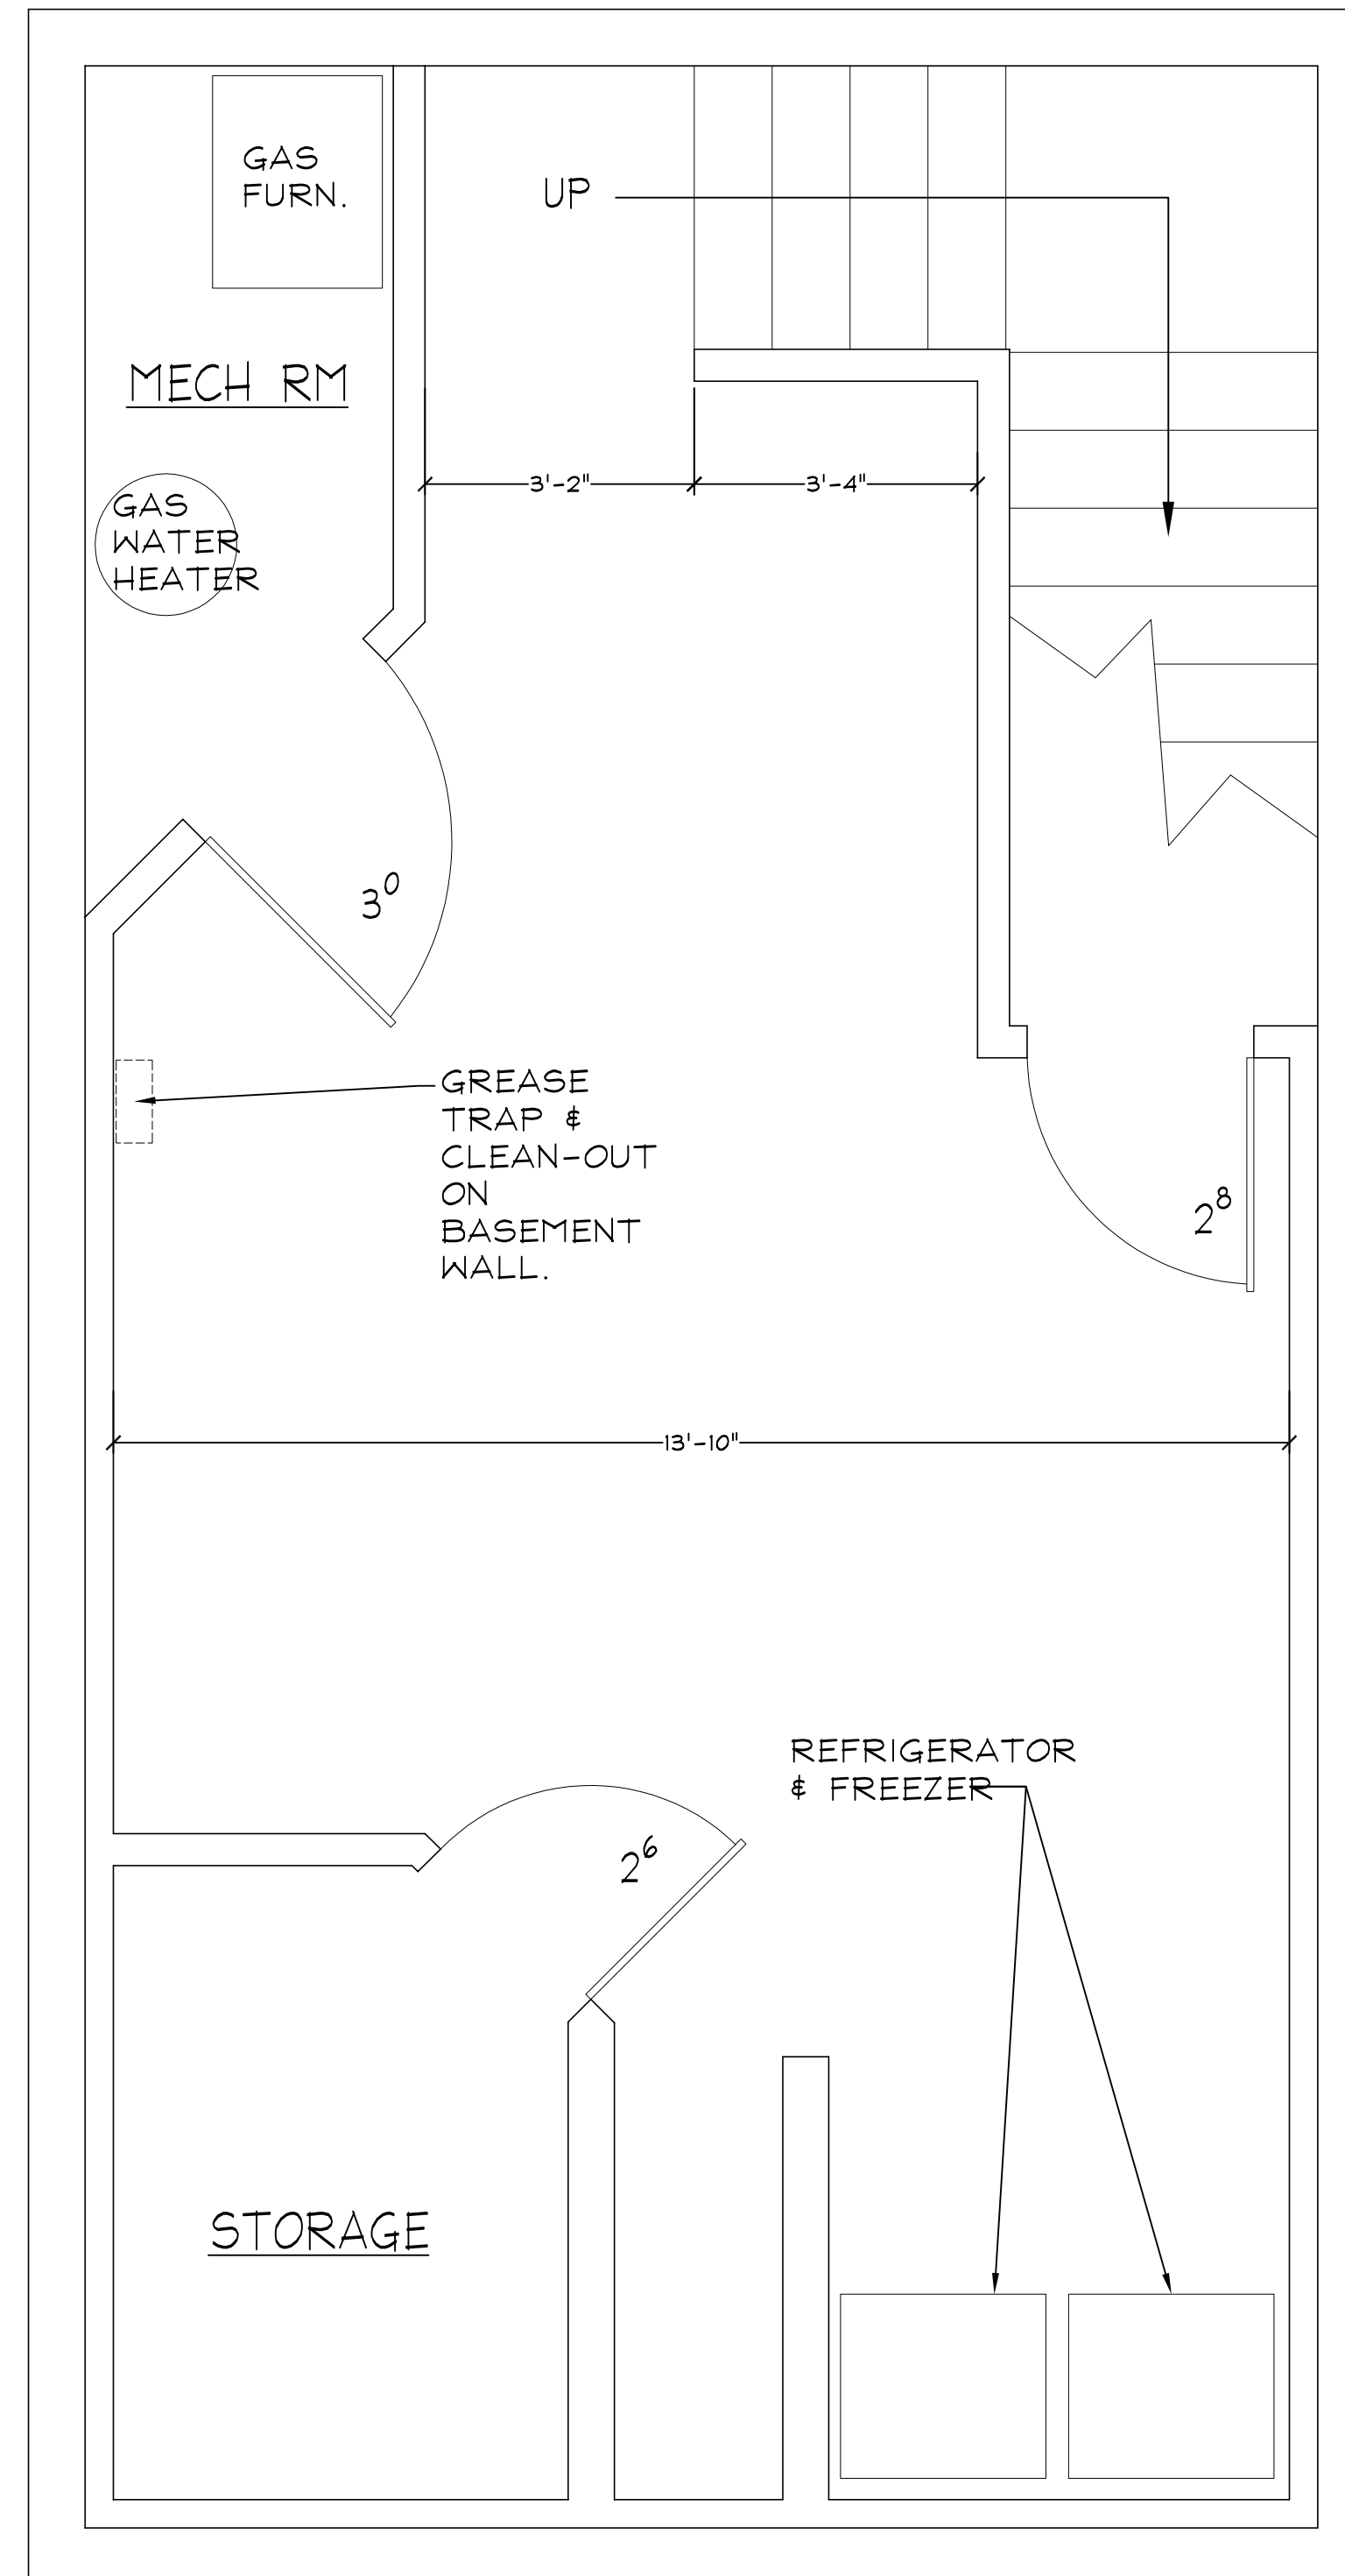 GAS
FURN.
UP
MECH RM
3'-2"
3'-4"
GAS
WATER
HEATER
3⁰
GREASE
TRAP &
CLEAN-OUT
ON
BASEMENT
WALL.
2⁸
13'-10"
REFRIGERATOR
& FREEZER
2⁶
STORAGE